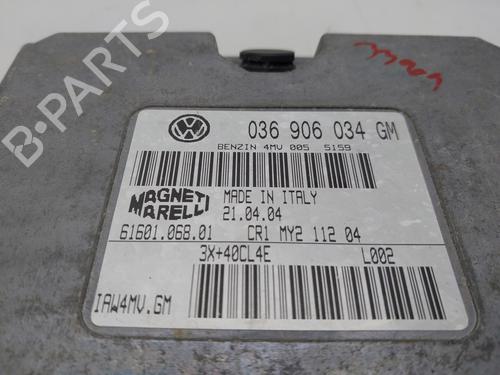 B-PARTS
036 906 034 GM
BENZIN 4MV 005 5159
MAGNETI
MARELLI
MADE IN ITALY
21.04.04
61601.068.01 CR1 MY2 112 04
3X+40CL4E L002
IAW4MV.GM